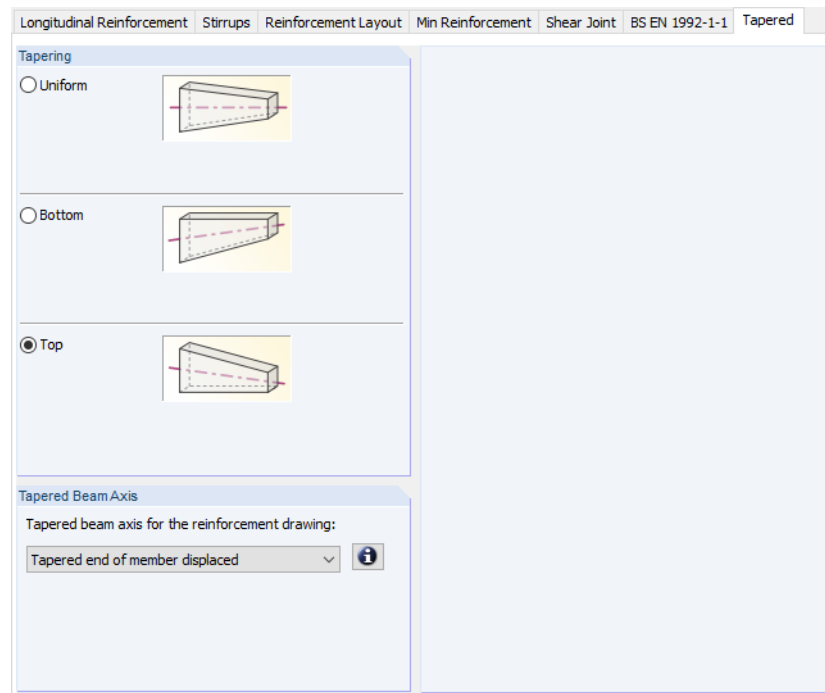 Longitudinal Reinforcement Stirrups Reinforcement Layout Min Reinforcement Shear Joint BS EN 1992-1-1 Tapered
Tapering
Uniform
Bottom
Top
Tapered Beam Axis
Tapered beam axis for the reinforcement drawing:
Tapered end of member displaced